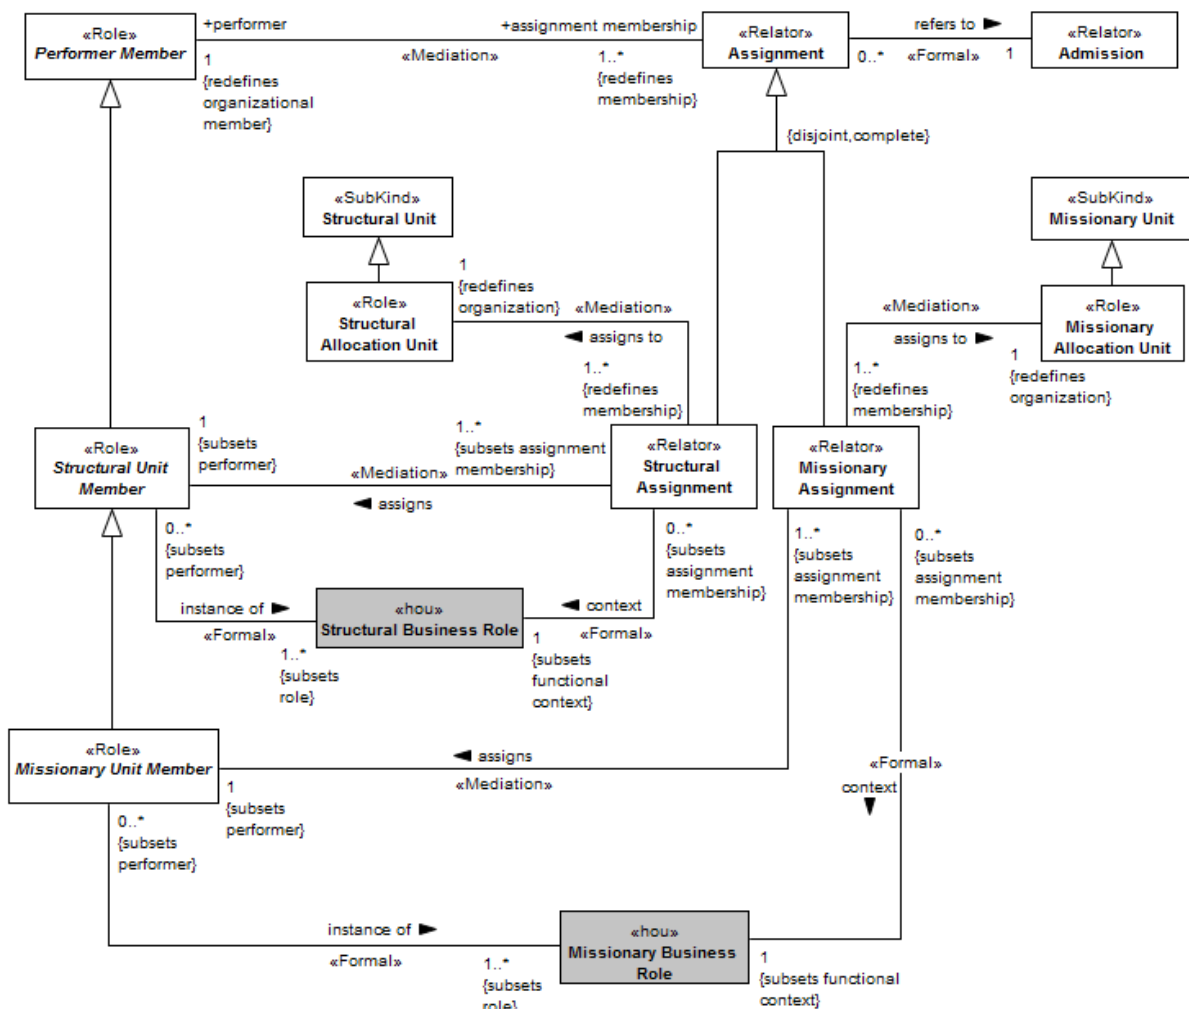 «Role»
Performer Member
+performer
+assignment membership
«Mediation»
1
{redefines
organizational
member}
1..*
{redefines
membership}
«Relator»
Assignment
refers to
0..*
«Formal»
1
«Relator»
Admission
{disjoint,complete}
«SubKind»
Structural Unit
«SubKind»
Missionary Unit
«Role»
Structural
Allocation Unit
1
{redefines
organization}
«Mediation»
assigns to
1..*
{redefines
membership}
«Mediation»
assigns to
«Role»
Missionary
Allocation Unit
1..*
{redefines
membership}
1
{redefines
organization}
«Role»
Structural Unit
Member
1
{subsets
performer}
1..*
{subsets assignment
membership}
«Mediation»
assigns
«Relator»
Structural
Assignment
«Relator»
Missionary
Assignment
0..*
{subsets
performer}
0..*
{subsets
assignment
membership}
1..*
{subsets
assignment
membership}
0..*
{subsets
assignment
membership}
instance of
«Formal»
1..*
{subsets
role}
«hou»
Structural Business Role
context
«Formal»
1
{subsets
functional
context}
«Role»
Missionary Unit Member
1
{subsets
performer}
assigns
«Mediation»
«Formal»
context
0..*
{subsets
performer}
instance of
«Formal»
1..*
{subsets
role}
«hou»
Missionary Business
Role
1
{subsets functional
context}